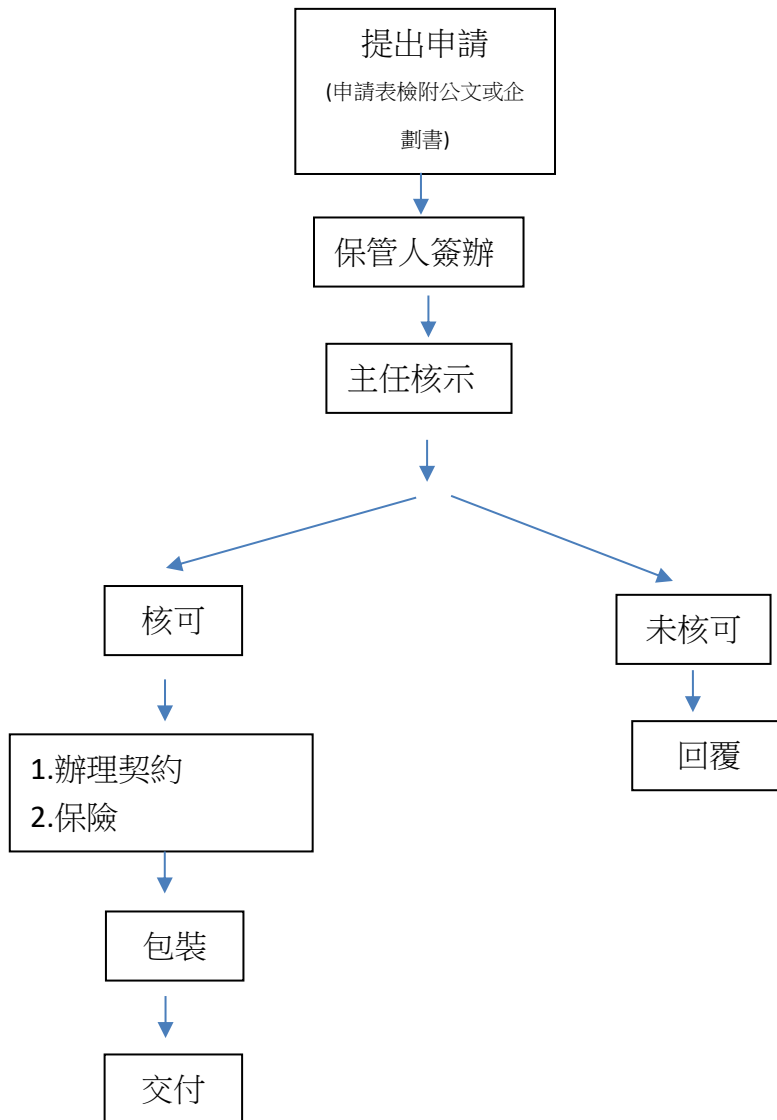 提出申請
(申請表檢附公文或企
劃書)
保管人簽辦
主任核示
核可
未核可
1.辦理契約
2.保險
回覆
包裝
交付